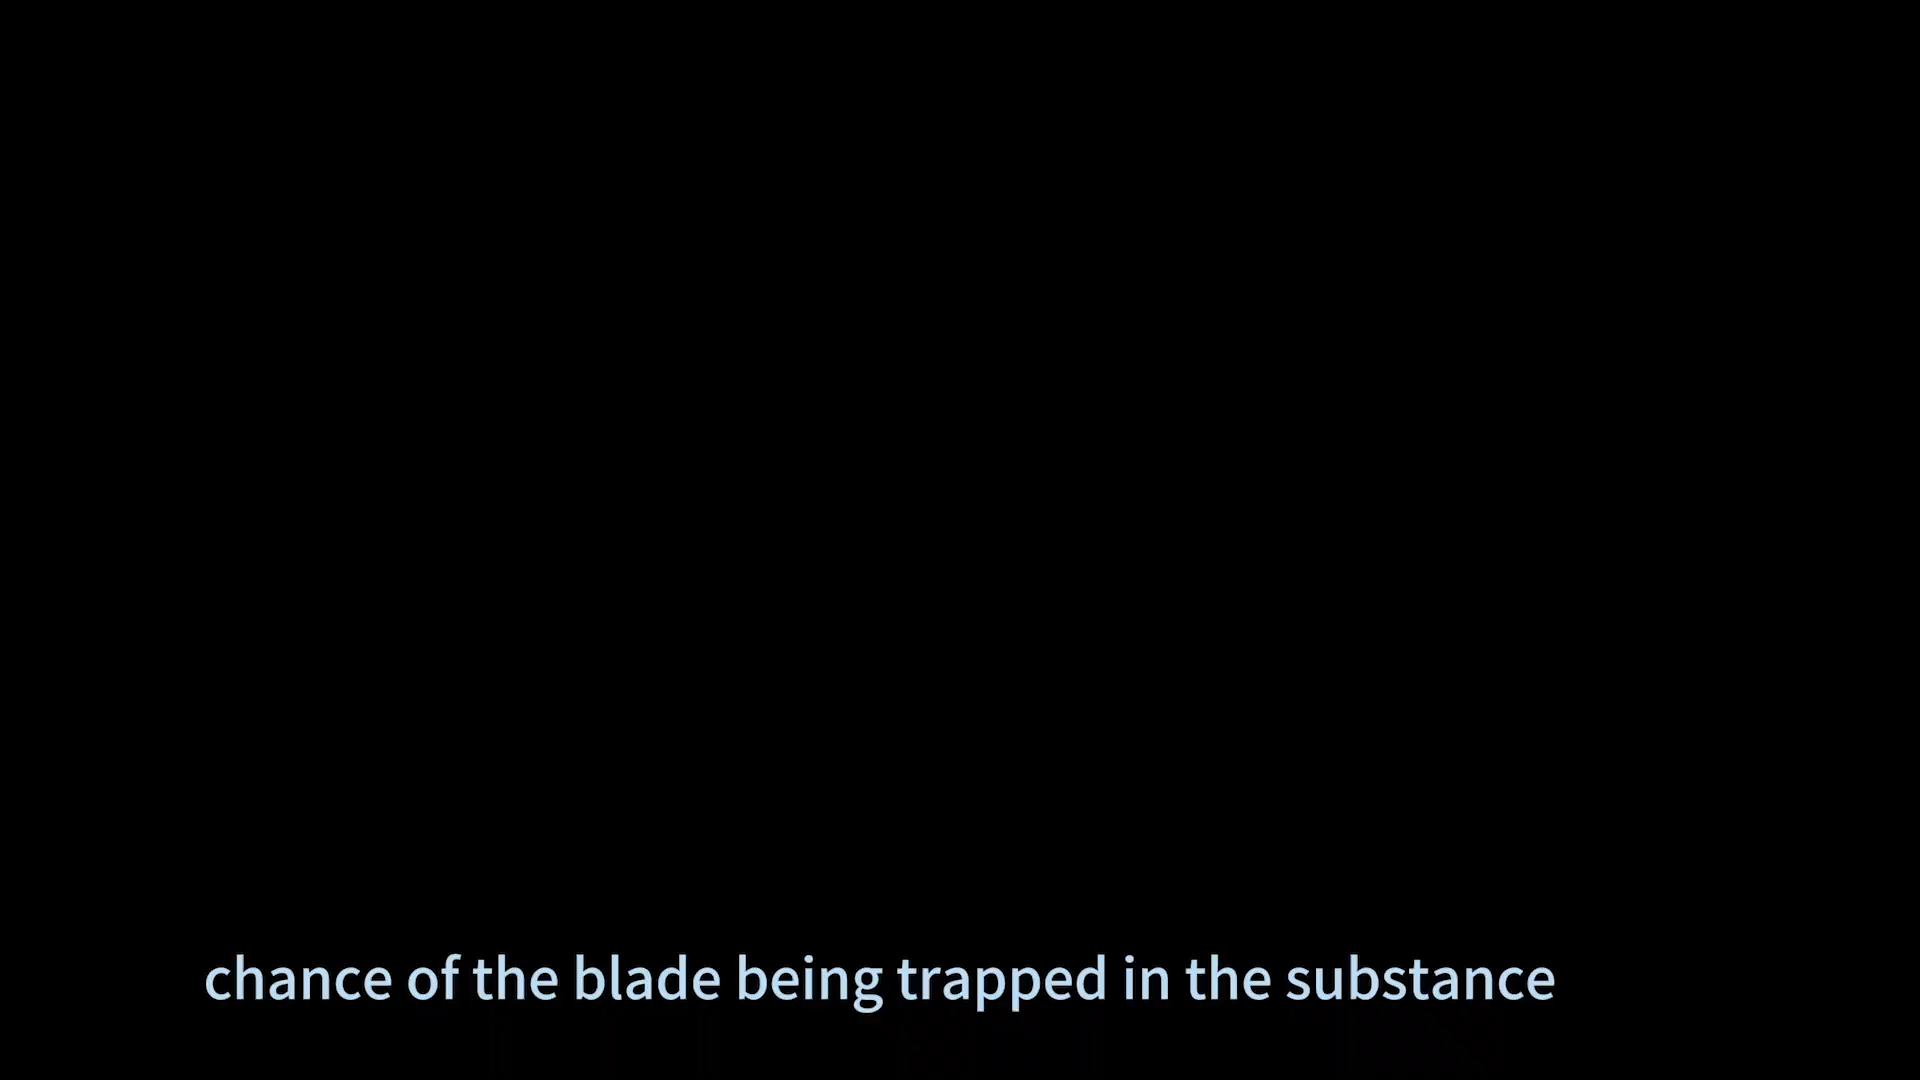 chance of the blade being trapped in the substance